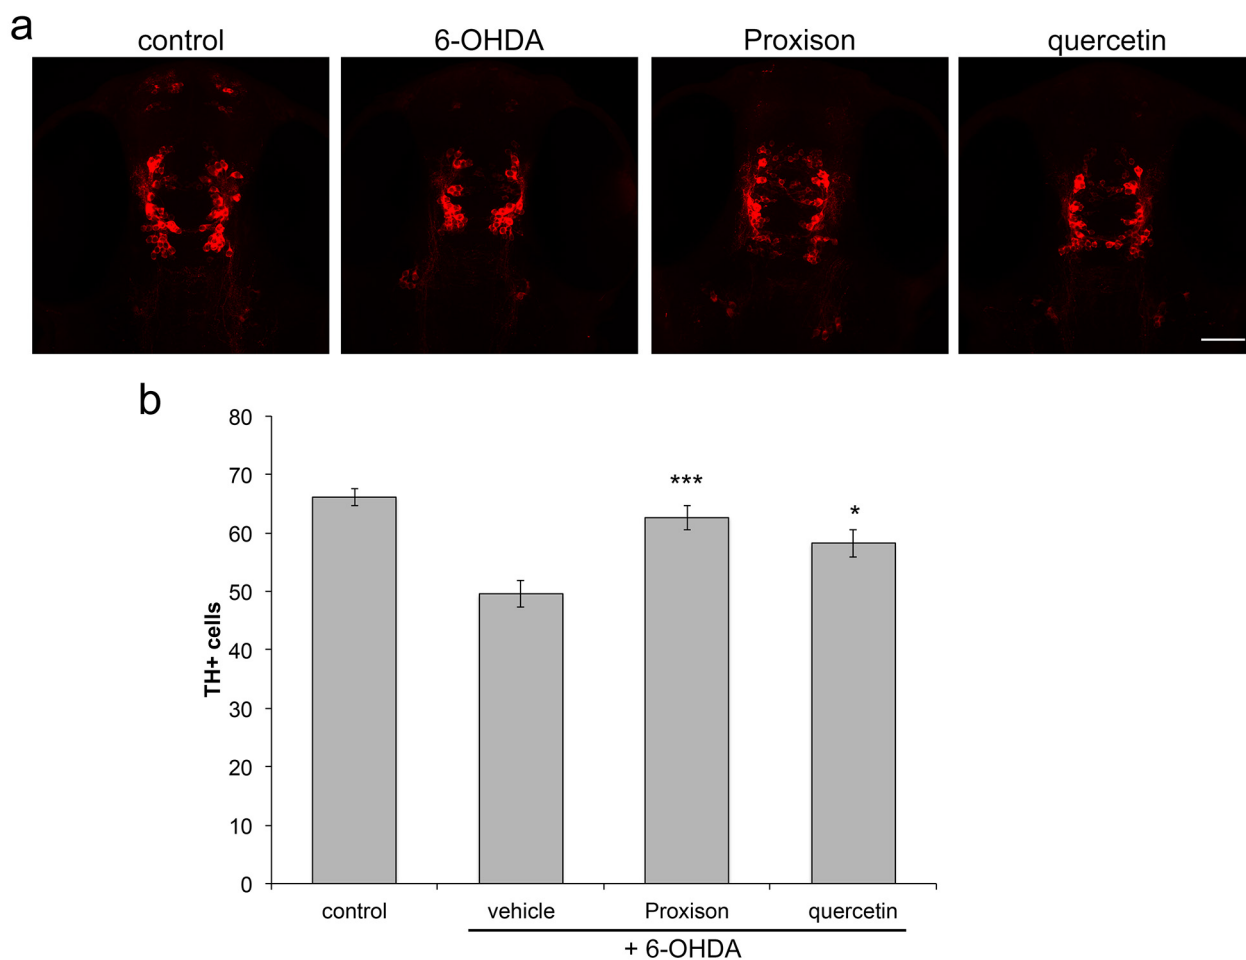 a
control 6-OHDA Proxison quercetin
b
80
70
60
50
40
30
20
10
0
TH+ cells
***
*
control vehicle Proxison quercetin
+ 6-OHDA